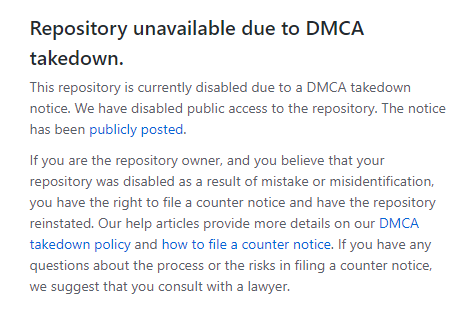 Repository unavailable due to DMCA
takedown.
This repository is currently disabled due to a DMCA takedown
notice. We have disabled public access to the repository. The notice
has been publicly posted.
If you are the repository owner, and you believe that your
repository was disabled as a result of mistake or misidentification,
you have the right to file a counter notice and have the repository
reinstated. Our help articles provide more details on our DMCA
takedown policy and how to file a counter notice. If you have any
questions about the process or the risks in filing a counter notice,
we suggest that you consult with a lawyer.